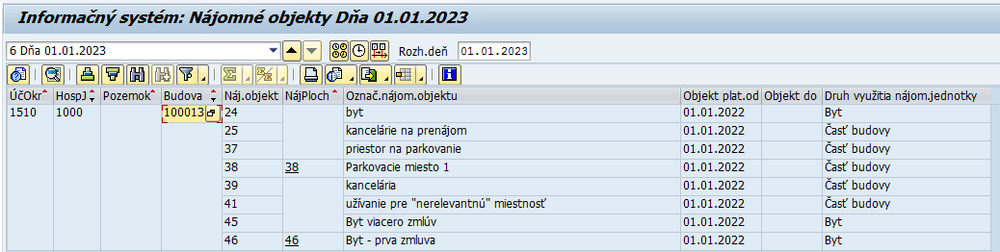 Informačný systém: Nájomné objekty Dňa 01.01.2023
6 Dňa 01.01.2023 Rozh.deň 01.01.2023
ÚčOkr HospJ Pozemok Budova Náj.objekt NájPloch Označ.nájom.objektu Objekt plat.od Objekt do Druh využitia nájom.jednotky
1510 1000 100013 24 byt 01.01.2022 Byt
25 kancelárie na prenájom 01.01.2022 Časť budovy
37 priestor na parkovanie 01.01.2022 Časť budovy
38 38 Parkovacie miesto 1 01.01.2022 Časť budovy
39 kancelária 01.01.2022 Časť budovy
41 užívanie pre "nerelevantnú" miestnosť 01.01.2022 Časť budovy
45 Byt viacero zmlúv 01.01.2022 Byt
46 46 Byt - prva zmluva 01.01.2022 Byt